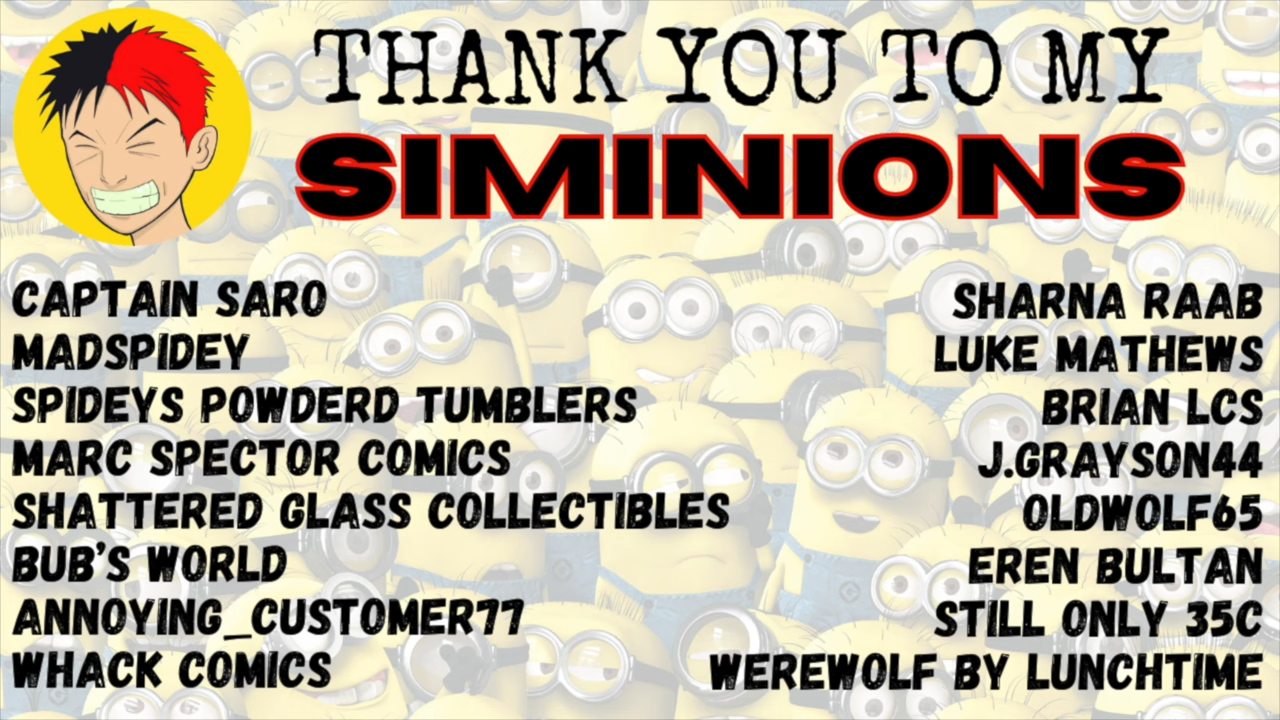 THANK YOU TO MY
SIMINIONS
CAPTAIN SARO
MADSPIDEY
SPIDEYS POWDERD TUMBLERS
MARC SPECTOR COMICS
SHATTERED GLASS COLLECTIBLES
BUB'S WORLD
ANNOYING_CUSTOMER77
WHACK COMICS
SHARNA RAAB
LUKE MATHEWS
BRIAN LCS
J.GRAYSON44
OLDWOLF65
EREN BULTAN
STILL ONLY 35C
WEREWOLF BY LUNCHTIME